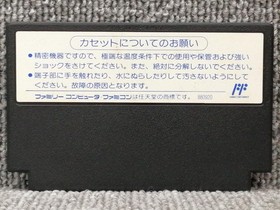 カセットについてのお願い
●精密機器ですので、極端な温度条件下での使用や保管および強い
ショックをさけてください。また、絶対に分解しないでください。
●端子部に手を触れたり、水にぬらしたりして汚さないようにして
ください。故障の原因となります。
ファミリーコンピュータ・ファミコンは任天堂の商標です。
FF